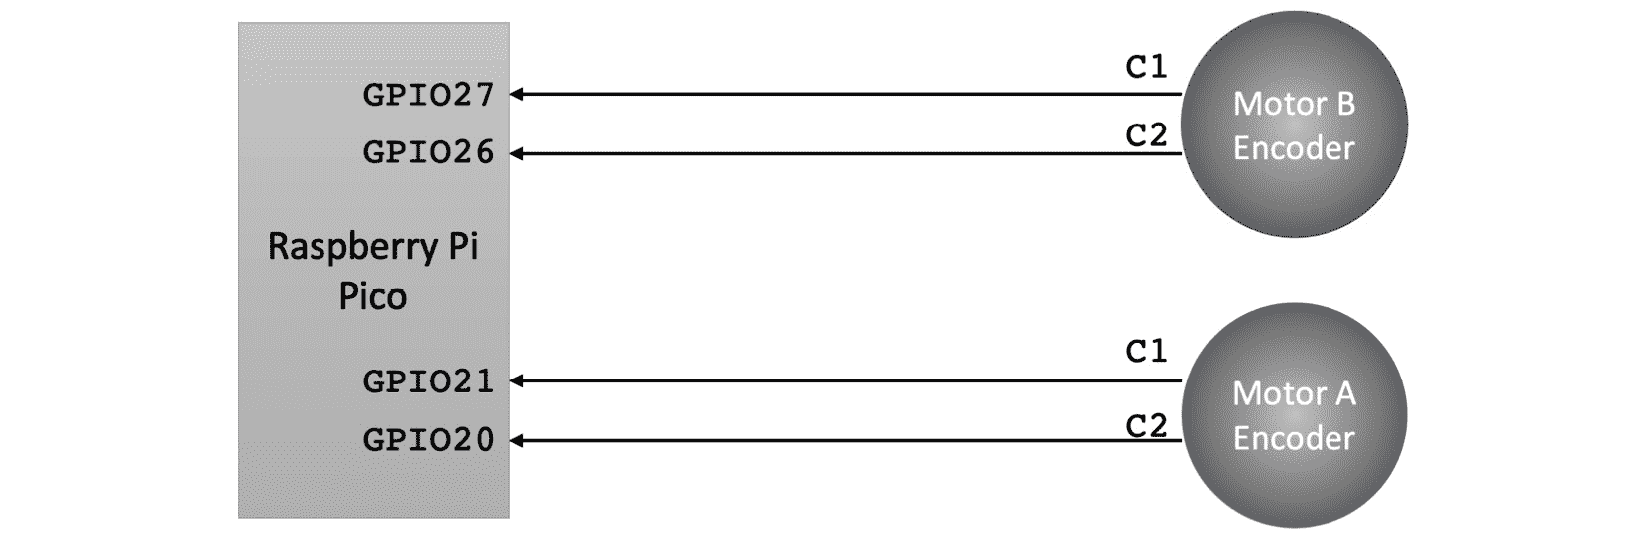 C1
GPIO27
Motor B
Encoder
C2
GPIO26
Raspberry Pi
Pico
C1
GPIO21
Motor A
Encoder
C2
GPIO20